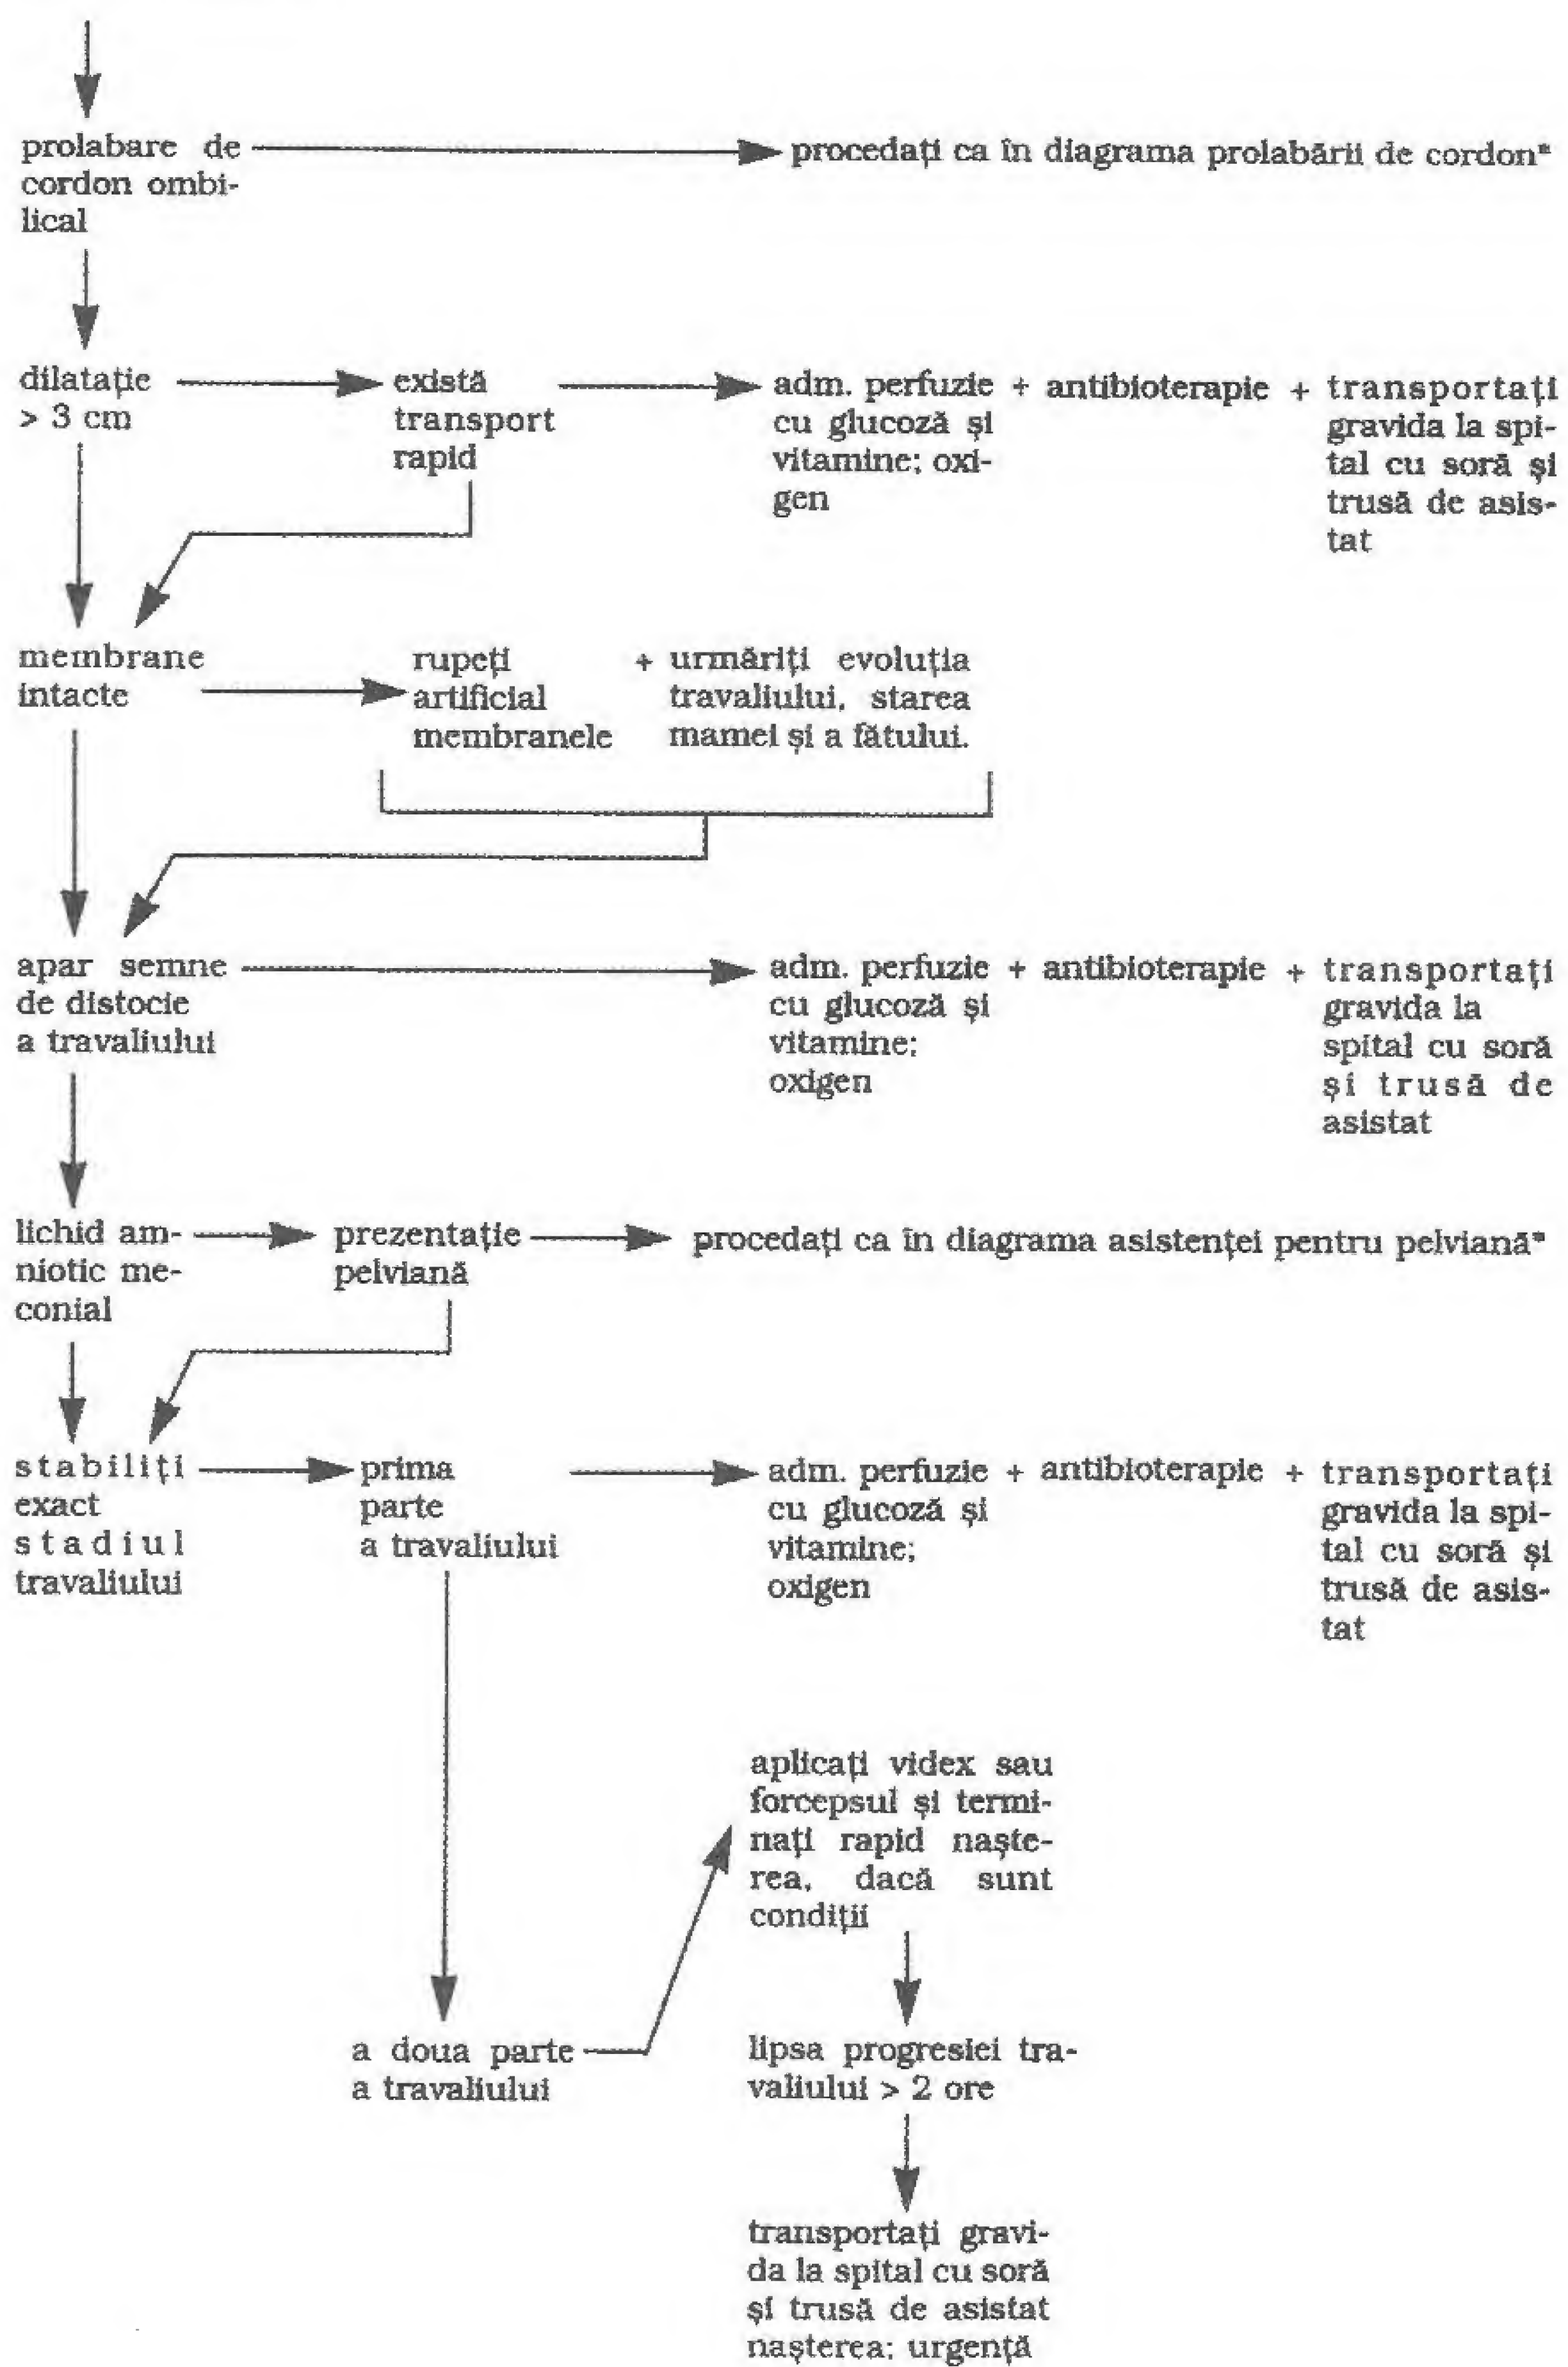 prolabare de
cordon ombi-
lical
procedați ca în diagrama prolabării de cordon*
dilatație
> 3 cm
există
transport
rapid
adm. perfuzie
cu glucoză și
vitamine; oxi-
gen
+ antibioterapie +
transportați
gravida la spi-
tal cu soră și
trusă de asis-
tat
membrane
intacte
rupeți
artificial
membranele
+ urmăriți evoluția
travaliului, starea
mamei și a fătului.
apar semne
de distocie
a travaliului
adm. perfuzie
cu glucoză și
vitamine;
oxigen
+ antibioterapie +
transportați
gravida la
spital cu soră
și trusă de
asistat
lichid am-
niotic me-
conial
prezentație
pelviană
procedați ca în diagrama asistenței pentru pelviană*
stabiliți
exact
stadiul
travaliului
prima
parte
a travaliului
adm. perfuzie
cu glucoză și
vitamine;
oxigen
+ antibioterapie +
transportați
gravida la spi-
tal cu soră și
trusă de asis-
tat
a doua parte
a travaliului
aplicați videx sau
forcepsul și termi-
nați rapid naște-
rea, dacă sunt
condiții
lipsa progresiei tra-
valiului > 2 ore
transportați gravi-
da la spital cu soră
și trusă de asistat
nașterea; urgență